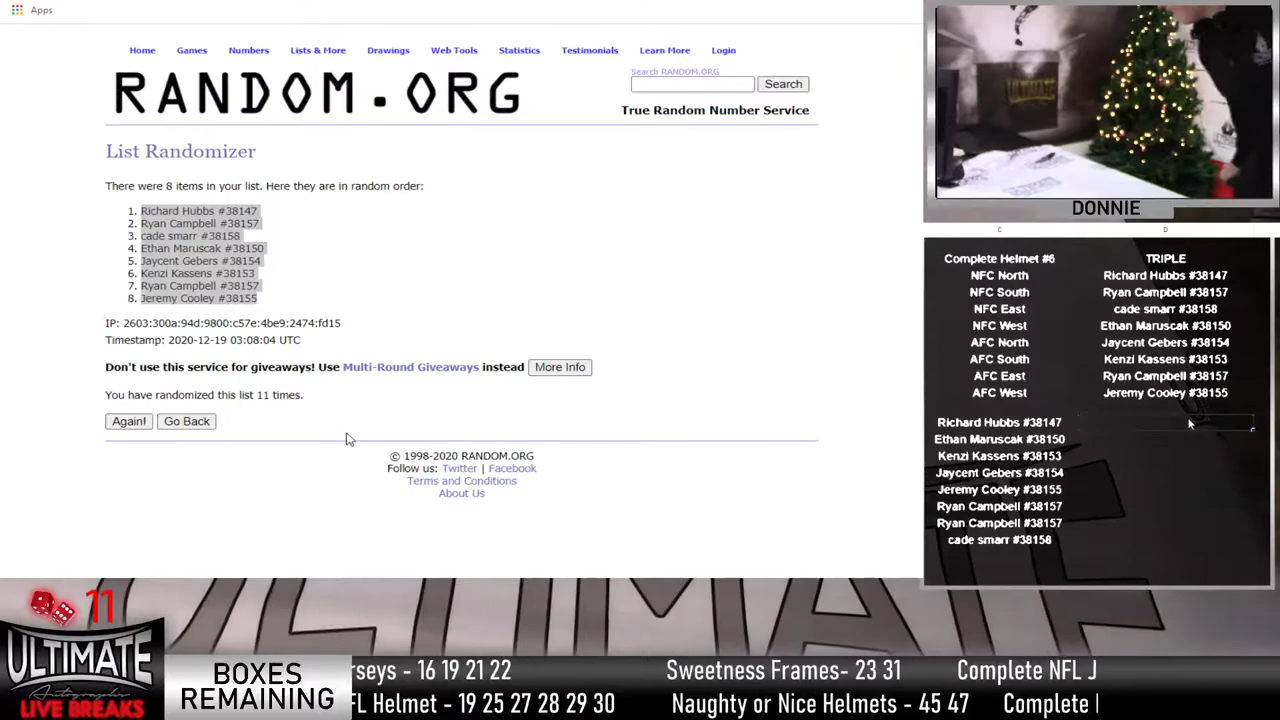 Apps
Home Games Numbers Lists & More Drawings Web Tools Statistics Testimonials Learn More Login
RANDOM.ORG
Search RANDOM.ORG
Search
True Random Number Service
List Randomizer
There were 8 items in your list. Here they are in random order:
1. Richard Hubbs #38147
2. Ryan Campbell #38157
3. cade smarr #38158
4. Ethan Maruscak #38150
5. Jaycent Gebers #38154
6. Kenzi Kassens #38153
7. Ryan Campbell #38157
8. Jeremy Cooley #38155
IP: 2603:300a:94d:9800:c57e:4be9:2474:fd15
Timestamp: 2020-12-19 03:08:04 UTC
Don't use this service for giveaways! Use Multi-Round Giveaways instead More Info
You have randomized this list 11 times.
Again! Go Back
© 1998-2020 RANDOM.ORG
Follow us: Twitter | Facebook
Terms and Conditions
About Us
ULTIMATE
DONNIE
C D
Complete Helmet #6 TRIPLE
NFC North Richard Hubbs #38147
NFC South Ryan Campbell #38157
NFC East cade smarr #38158
NFC West Ethan Maruscak #38150
AFC North Jaycent Gebers #38154
AFC South Kenzi Kassens #38153
AFC East Ryan Campbell #38157
AFC West Jeremy Cooley #38155
Richard Hubbs #38147
Ethan Maruscak #38150
Kenzi Kassens #38153
Jaycent Gebers #38154
Jeremy Cooley #38155
Ryan Campbell #38157
Ryan Campbell #38157
cade smarr #38158
ULTIMATE
11
ULTIMATE
Autographs
LIVE BREAKS
BOXES
REMAINING
rseys - 16 19 21 22 Sweetness Frames- 23 31 Complete NFL J
FL Helmet - 19 25 27 28 29 30 Naughty or Nice Helmets - 45 47 Complete